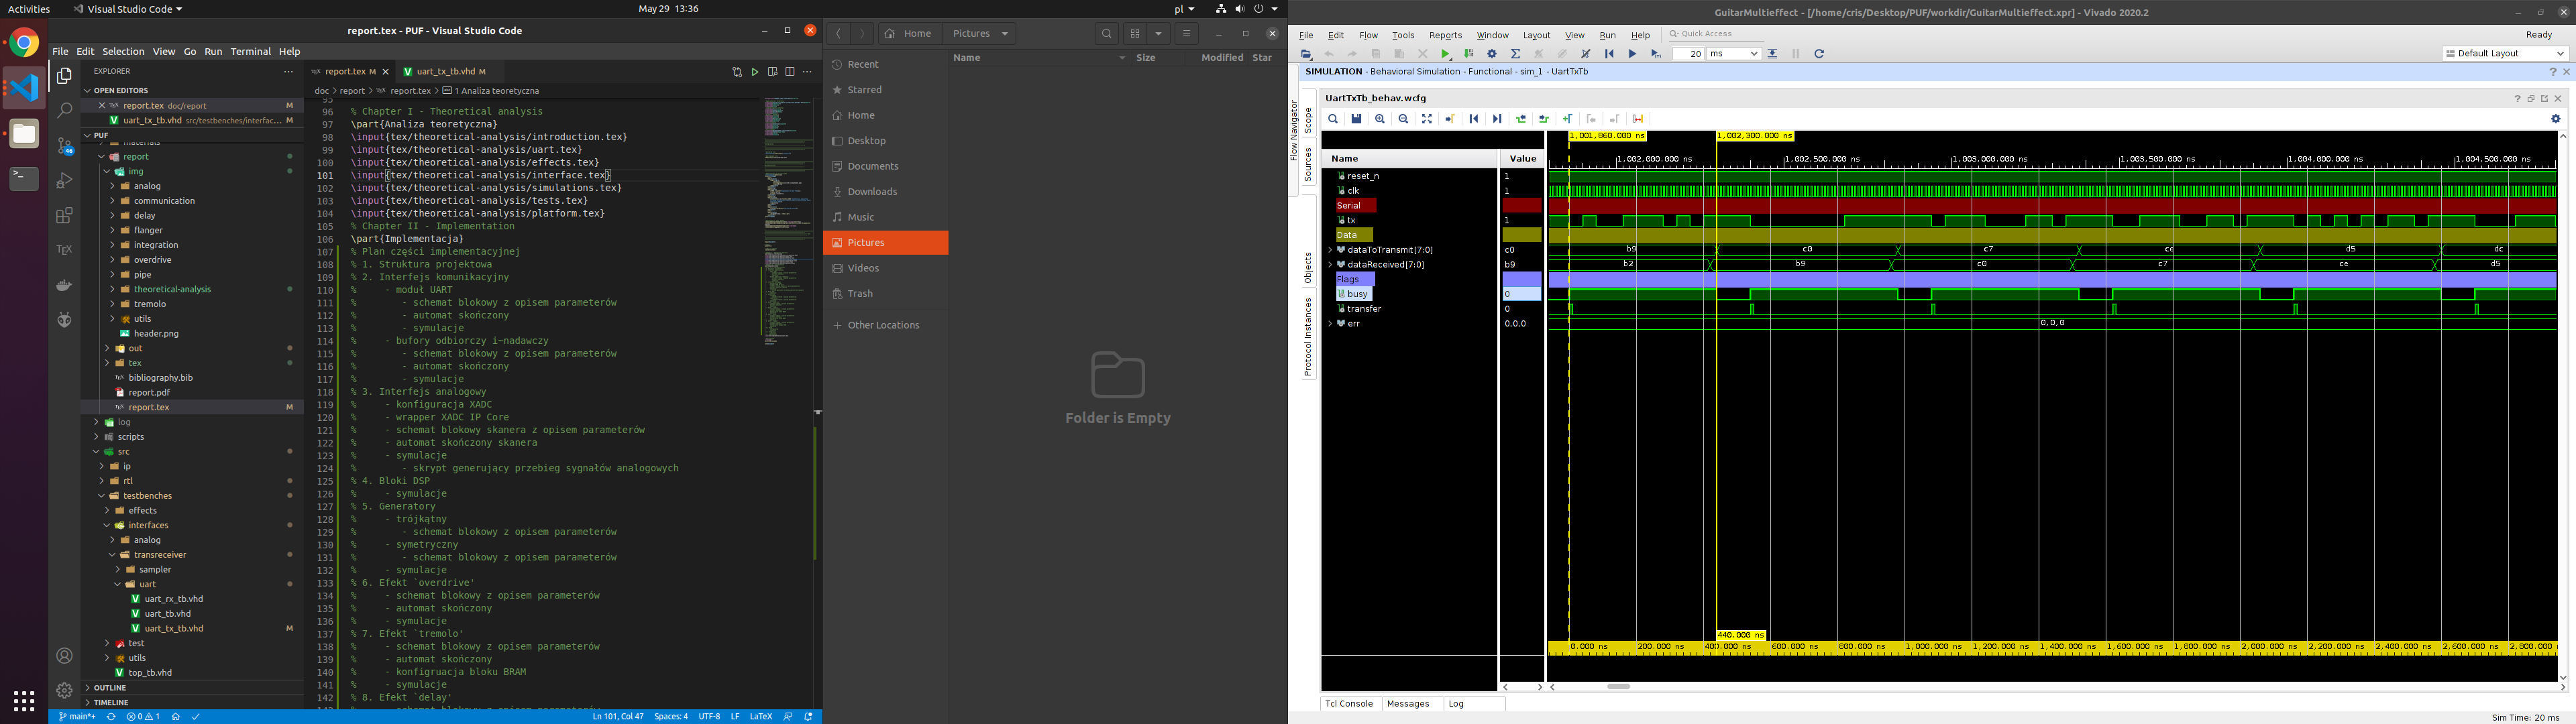 Activities
Visual Studio Code
May 29  13:36
pl
report.tex - PUF - Visual Studio Code
File  Edit  Selection  View  Go  Run  Terminal  Help
EXPLORER
OPEN EDITORS
report.tex  doc/report  M
uart_tx_tb.vhd  src/testbenches/interfac...  M
PUF
report
img
analog
communication
delay
flanger
integration
overdrive
pipe
theoretical-analysis
tremolo
utils
header.png
out
tex
bibliography.bib
report.pdf
report.tex  M
log
scripts
src
ip
rtl
testbenches
effects
interfaces
analog
transreceiver
sampler
uart
uart_rx_tb.vhd
uart_tb.vhd
uart_tx_tb.vhd  M
test
utils
top_tb.vhd
OUTLINE
TIMELINE
report.tex M
uart_tx_tb.vhd M
doc > report > report.tex > 1 Analiza teoretyczna
96 % Chapter I - Theoretical analysis
97 \part{Analiza teoretyczna}
98 \input{tex/theoretical-analysis/introduction.tex}
99 \input{tex/theoretical-analysis/uart.tex}
100 \input{tex/theoretical-analysis/effects.tex}
101 \input{tex/theoretical-analysis/interface.tex}
102 \input{tex/theoretical-analysis/simulations.tex}
103 \input{tex/theoretical-analysis/tests.tex}
104 \input{tex/theoretical-analysis/platform.tex}
105 % Chapter II - Implementation
106 \part{Implementacja}
107 % Plan części implementacyjnej
108 % 1. Struktura projektowa
109 % 2. Interfejs komunikacyjny
110 %     - moduł UART
111 %        - schemat blokowy z opisem parametrów
112 %        - automat skończony
113 %        - symulacje
114 %     - bufory odbiorczy i~nadawczy
115 %        - schemat blokowy z opisem parametrów
116 %        - automat skończony
117 %        - symulacje
118 % 3. Interfejs analogowy
119 %     - konfiguracja XADC
120 %     - wrapper XADC IP Core
121 %     - schemat blokowy skanera z opisem parametrów
122 %     - automat skończony skanera
123 %     - symulacje
124 %        - skrypt generujący przebieg sygnałów analogowych
125 % 4. Bloki DSP
126 %     - symulacje
127 % 5. Generatory
128 %     - trójkątny
129 %        - schemat blokowy z opisem parametrów
130 %     - symetryczny
131 %        - schemat blokowy z opisem parametrów
132 %     - symulacje
133 % 6. Efekt `overdrive'
134 %     - schemat blokowy z opisem parametrów
135 %     - automat skończony
136 %     - symulacje
137 % 7. Efekt `tremolo'
138 %     - schemat blokowy z opisem parametrów
139 %     - automat skończony
140 %     - konfigruacja bloku BRAM
141 %     - symulacje
142 % 8. Efekt `delay'
main*+  0  1
Ln 101, Col 47  Spaces: 4  UTF-8  LF  LaTeX
Home  Pictures
Name  Size  Modified  Star
Recent
Starred
Home
Desktop
Documents
Downloads
Music
Pictures
Videos
Trash
Other Locations
Folder is Empty
GuitarMultieffect - [/home/cris/Desktop/PUF/workdir/GuitarMultieffect.xpr] - Vivado 2020.2
File  Edit  Flow  Tools  Reports  Window  Layout  View  Run  Help
Quick Access
Ready
20  ms
Default Layout
SIMULATION - Behavioral Simulation - Functional - sim_1 - UartTxTb
Flow Navigator
Scope
Sources
Objects
Protocol Instances
UartTxTb_behav.wcfg
Name  Value
reset_n  1
clk  1
Serial
tx  1
Data
dataToTransmit[7:0]  c0
dataReceived[7:0]  b9
Flags
busy  0
transfer  0
err  0,0,0
1,001,860.000 ns  1,002,300.000 ns
1,002,000.000 ns  1,002,500.000 ns  1,003,000.000 ns  1,003,500.000 ns  1,004,000.000 ns  1,004,500.000 ns
b9  c0  c7  ce  d5  dc
b2  b9  c0  c7  ce  d5
0,0,0
440.000 ns
0.000 ns  200.000 ns  400.000 ns  600.000 ns  800.000 ns  1,000.000 ns  1,200.000 ns  1,400.000 ns  1,600.000 ns  1,800.000 ns  2,000.000 ns  2,200.000 ns  2,400.000 ns  2,600.000 ns  2,800.000
Tcl Console  Messages  Log
Sim Time: 20 ms